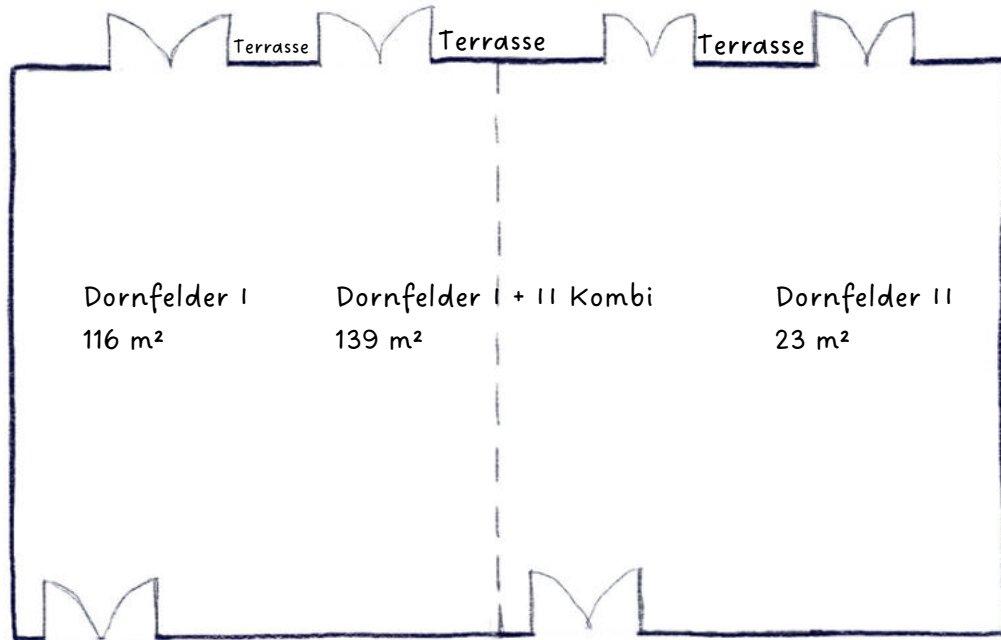 Terrasse
Terrasse
Terrasse
Dornfelder I
116 m²
Dornfelder I + II Kombi
139 m²
Dornfelder II
23 m²